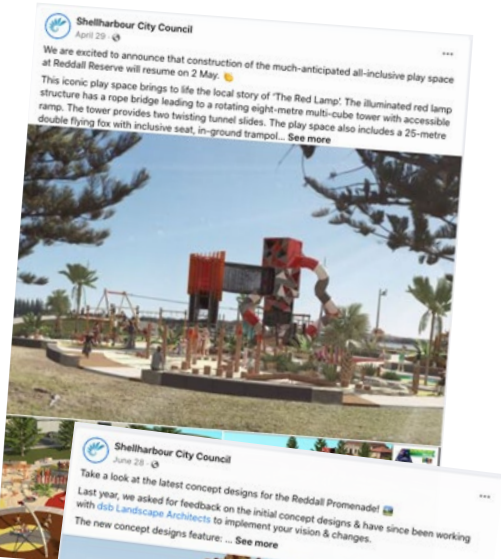 Shellharbour City Council
April 29 ·
We are excited to announce that construction of the much-anticipated all-inclusive play space
at Reddall Reserve will resume on 2 May. 👏
This iconic play space brings to life the local story of 'The Red Lamp'. The illuminated red lamp
structure has a rope bridge leading to a rotating eight-metre multi-cube tower with accessible
ramp. The tower provides two twisting tunnel slides. The play space also includes a 25-metre
double flying fox with inclusive seat, in-ground trampol... See more
Shellharbour City Council
June 28 ·
Take a look at the latest concept designs for the Reddall Promenade! 🏞️
Last year, we asked for feedback on the initial concept designs & have since been working
with dsb Landscape Architects to implement your vision & changes.
The new concept designs feature: ... See more